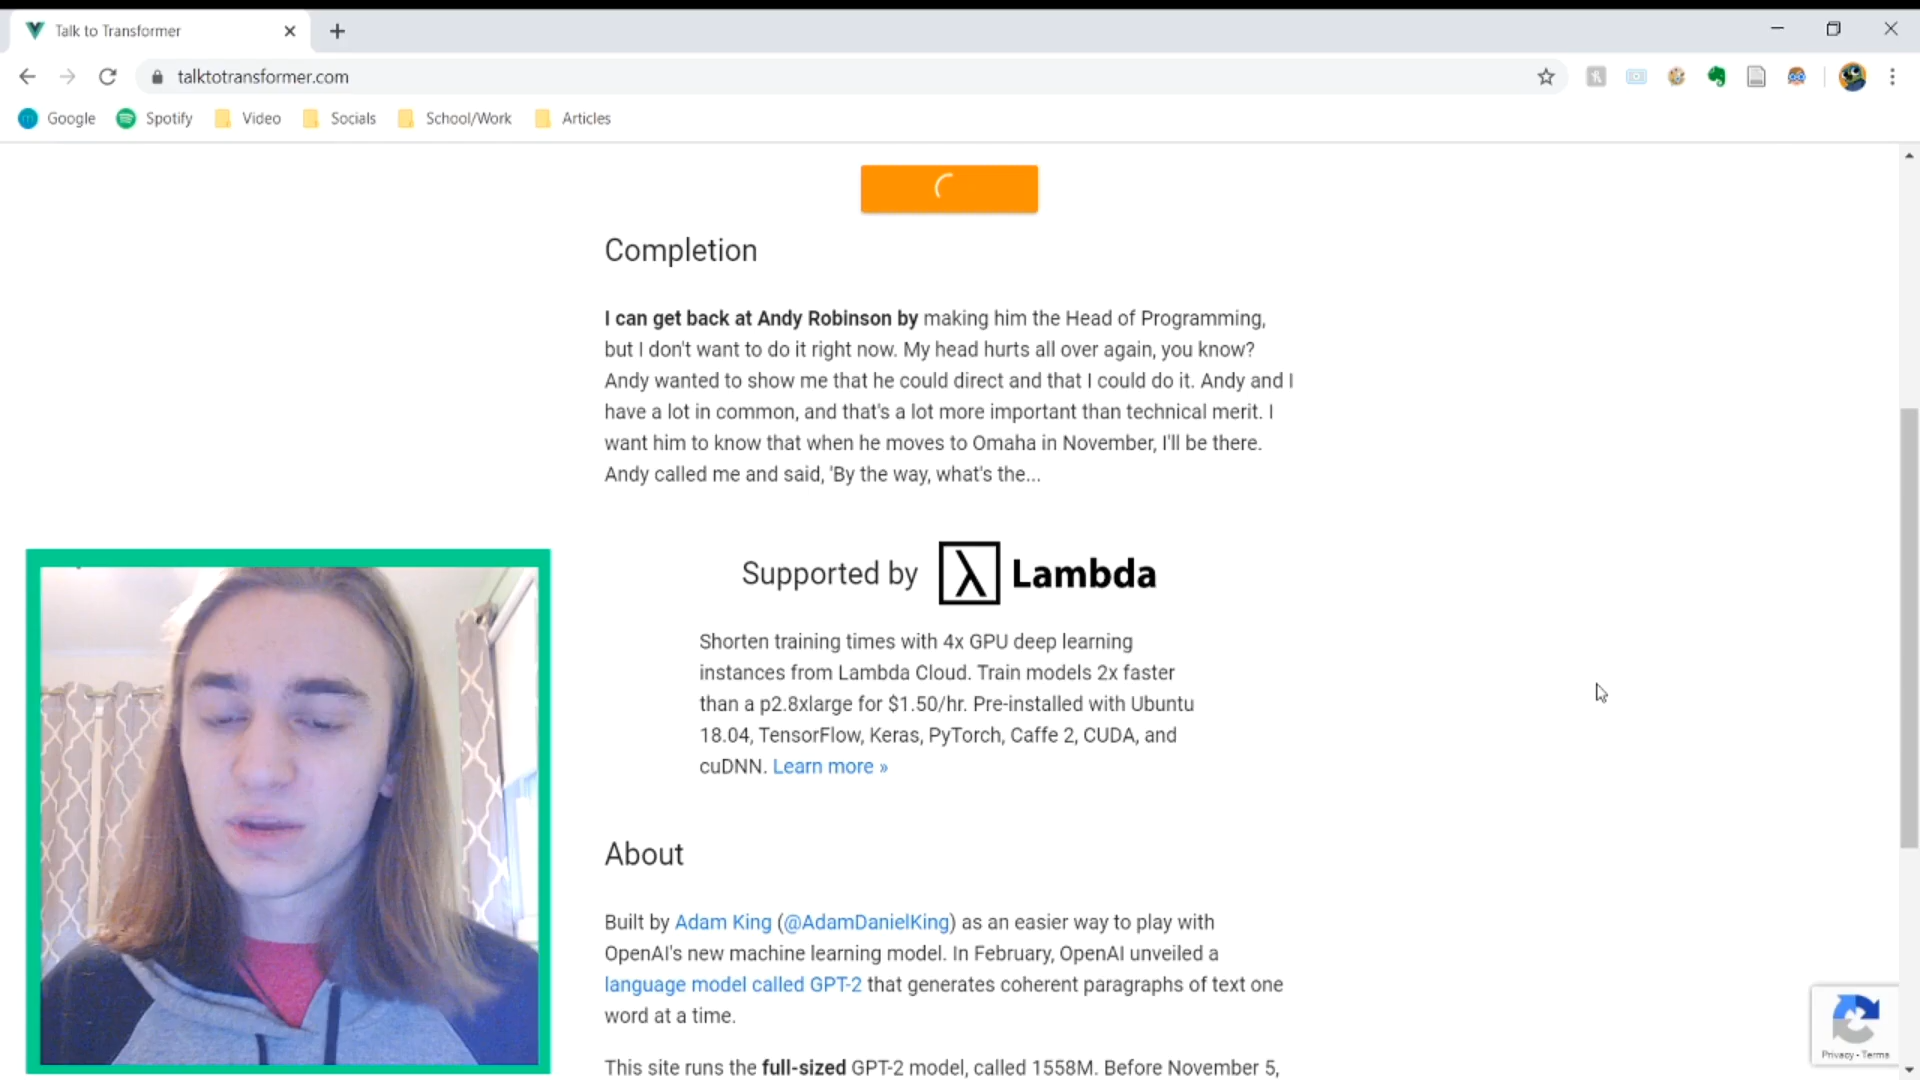 Talk to Transformer
talktotransformer.com
Google Spotify Video Socials School/Work Articles
Completion
I can get back at Andy Robinson by making him the Head of Programming,
but I don't want to do it right now. My head hurts all over again, you know?
Andy wanted to show me that he could direct and that I could do it. Andy and I
have a lot in common, and that's a lot more important than technical merit. I
want him to know that when he moves to Omaha in November, I'll be there.
Andy called me and said, 'By the way, what's the...
Supported by λ Lambda
Shorten training times with 4x GPU deep learning
instances from Lambda Cloud. Train models 2x faster
than a p2.8xlarge for $1.50/hr. Pre-installed with Ubuntu
18.04, TensorFlow, Keras, PyTorch, Caffe 2, CUDA, and
cuDNN. Learn more »
About
Built by Adam King (@AdamDanielKing) as an easier way to play with
OpenAI's new machine learning model. In February, OpenAI unveiled a
language model called GPT-2 that generates coherent paragraphs of text one
word at a time.
This site runs the full-sized GPT-2 model, called 1558M. Before November 5,
Privacy - Terms